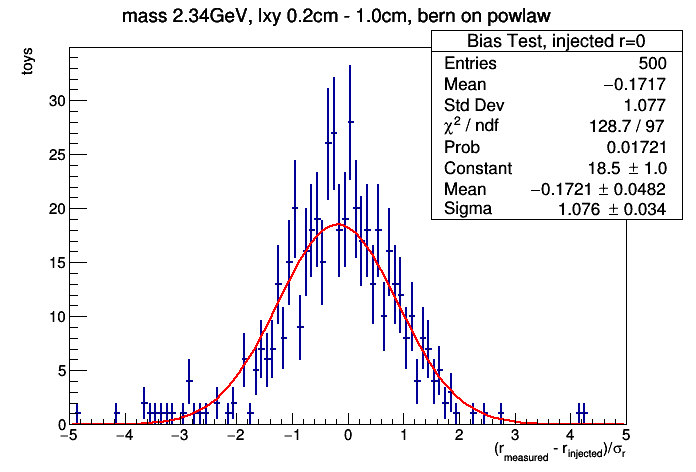 mass 2.34GeV, lxy 0.2cm - 1.0cm, bern on powlaw
Bias Test, injected r=0
Entries 500
Mean −0.1717
Std Dev 1.077
χ² / ndf 128.7 / 97
Prob 0.01721
Constant 18.5 ± 1.0
Mean −0.1721 ± 0.0482
Sigma 1.076 ± 0.034
toys
30
25
20
15
10
5
0
−5 −4 −3 −2 −1 0 1 2 3 4 5
(r_measured - r_injected)/σ_r